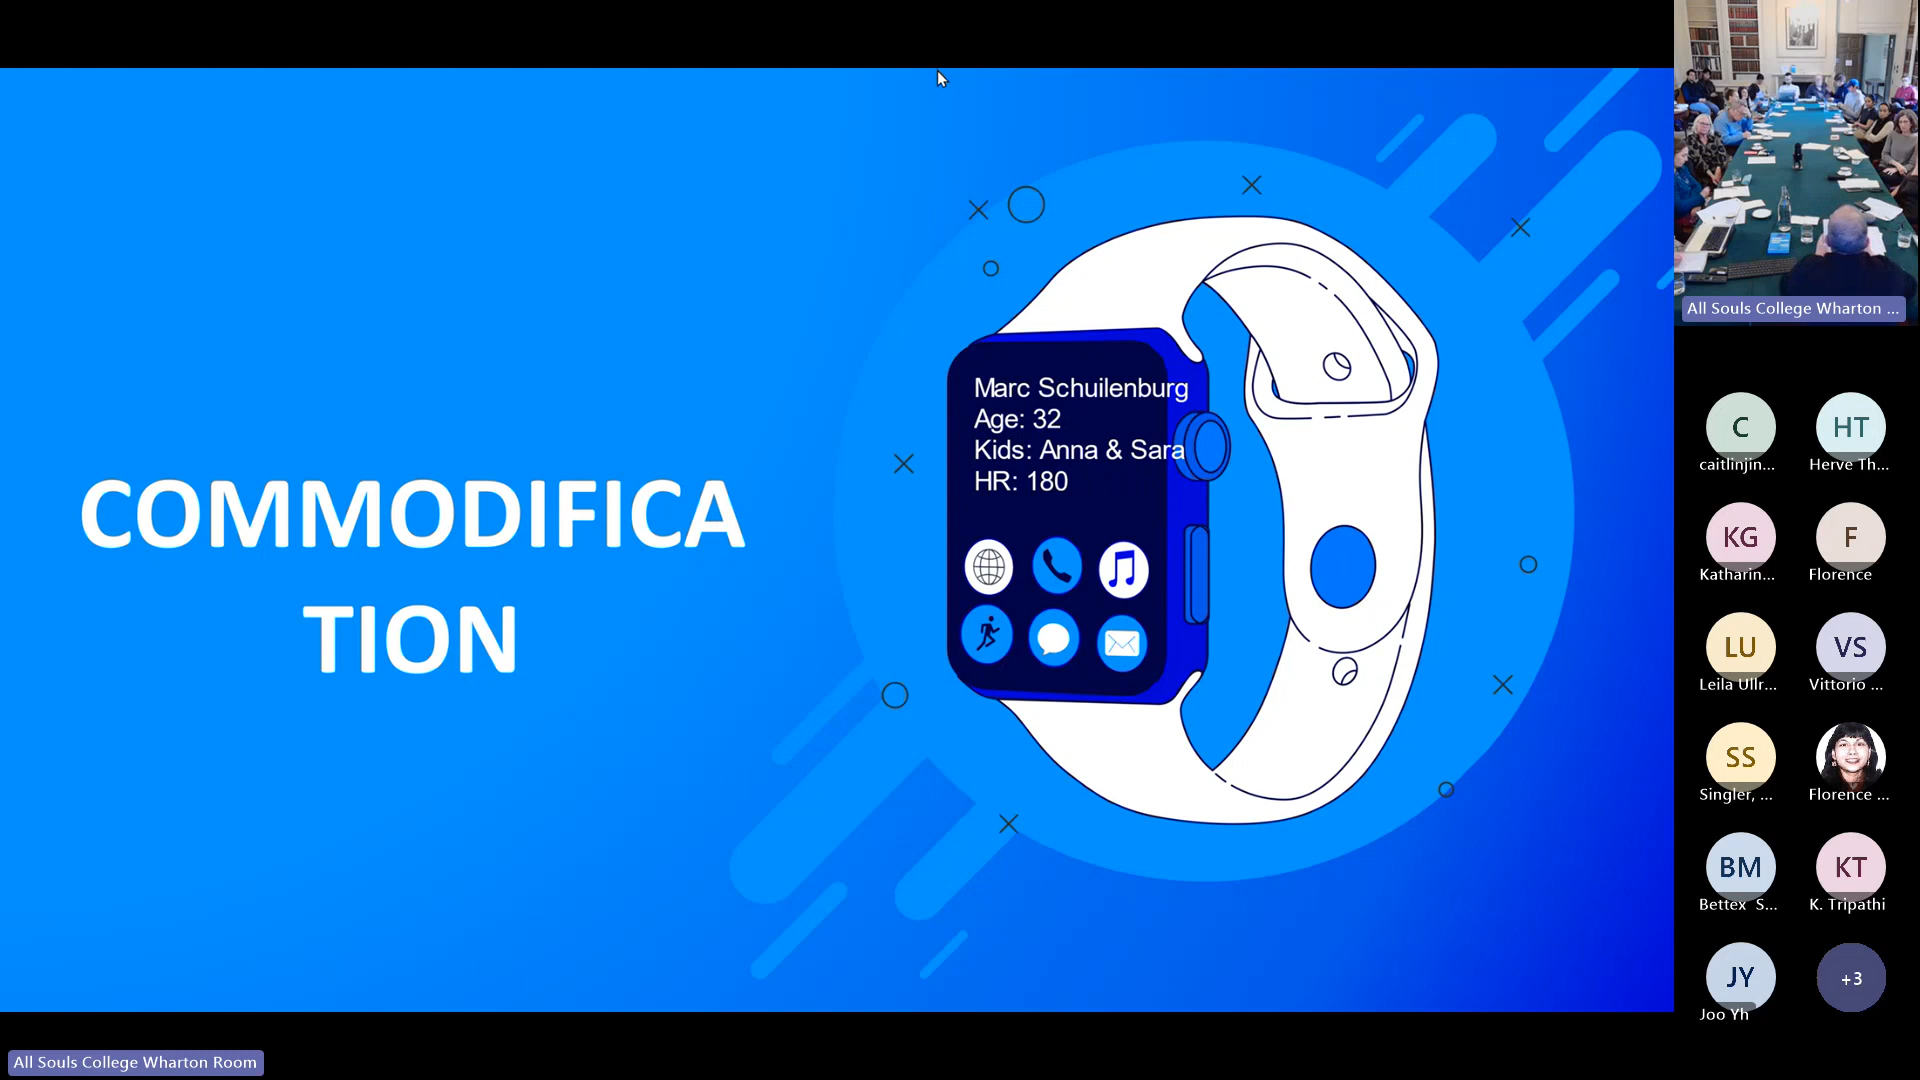 COMMODIFICA
TION
Marc Schuilenburg
Age: 32
Kids: Anna & Sara
HR: 180
All Souls College Wharton ...
C
caitlinjin...
HT
Herve Th...
KG
Katharin...
F
Florence
LU
Leila Ullr...
VS
Vittorio ...
SS
Singler, ...
Florence ...
BM
Bettex S...
KT
K. Tripathi
JY
Joo Yh
+3
All Souls College Wharton Room